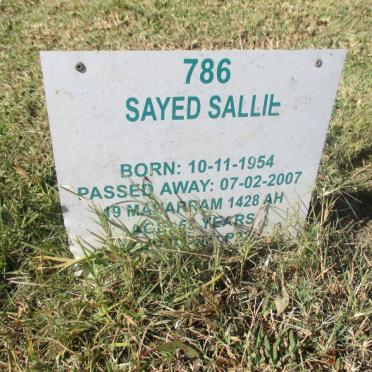 786
SAYED SALLIE
BORN: 10-11-1954
PASSED AWAY: 07-02-2007
19 MAHARRAM 1428 AH
YEARS